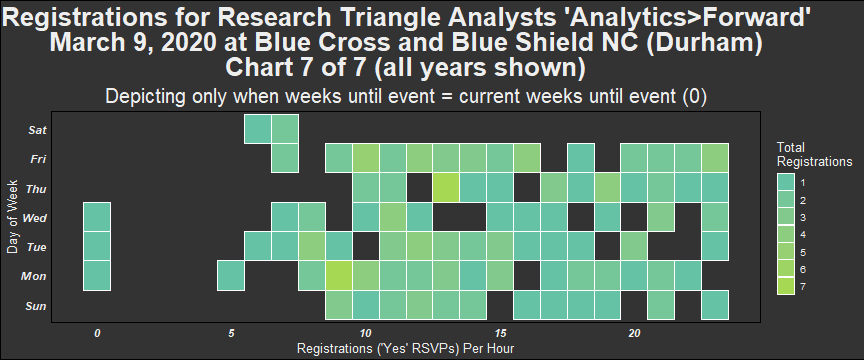 Registrations for Research Triangle Analysts 'Analytics>Forward'
March 9, 2020 at Blue Cross and Blue Shield NC (Durham)
Chart 7 of 7 (all years shown)
Depicting only when weeks until event = current weeks until event (0)
Day of Week
Sat
Fri
Thu
Wed
Tue
Mon
Sun
0 5 10 15 20
Registrations ('Yes' RSVPs) Per Hour
Total
Registrations
1
2
3
4
5
6
7